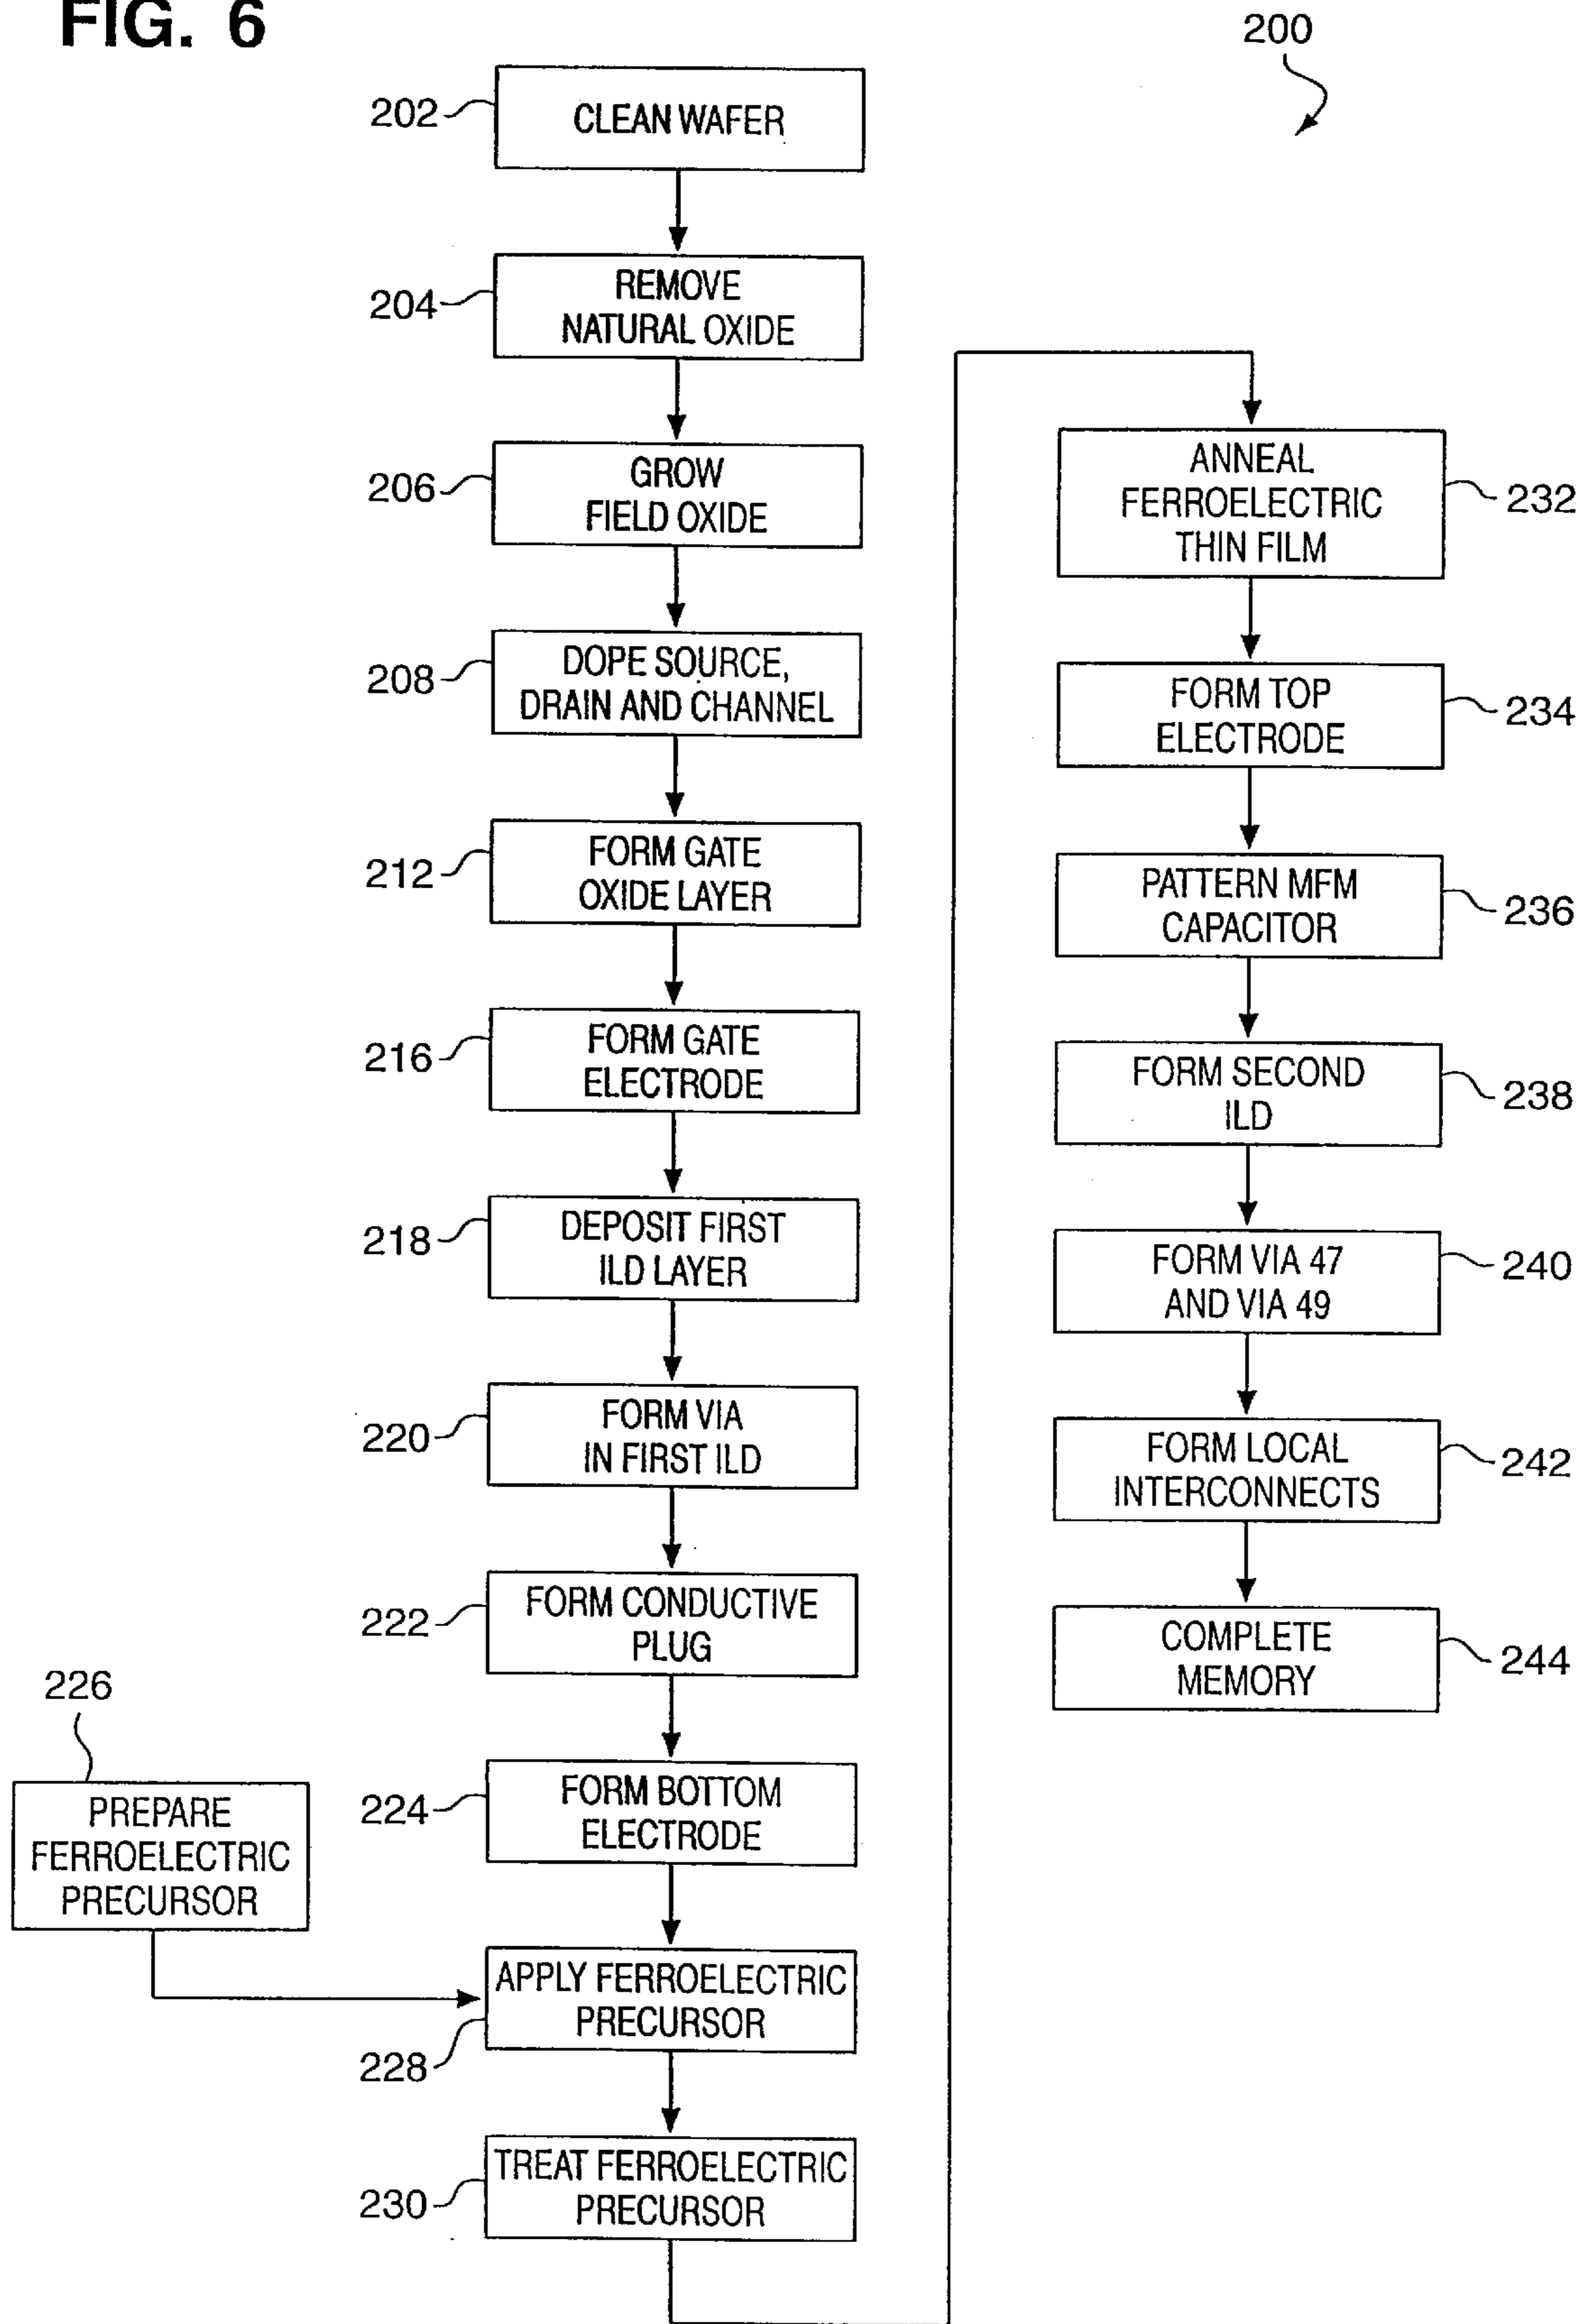 FIG. 6
200
202
CLEAN WAFER
204
REMOVE
NATURAL OXIDE
206
GROW
FIELD OXIDE
208
DOPE SOURCE,
DRAIN AND CHANNEL
212
FORM GATE
OXIDE LAYER
216
FORM GATE
ELECTRODE
218
DEPOSIT FIRST
ILD LAYER
220
FORM VIA
IN FIRST ILD
222
FORM CONDUCTIVE
PLUG
224
FORM BOTTOM
ELECTRODE
226
PREPARE
FERROELECTRIC
PRECURSOR
APPLY FERROELECTRIC
PRECURSOR
228
TREAT FERROELECTRIC
PRECURSOR
230
ANNEAL
FERROELECTRIC
THIN FILM
232
FORM TOP
ELECTRODE
234
PATTERN MFM
CAPACITOR
236
FORM SECOND
ILD
238
FORM VIA 47
AND VIA 49
240
FORM LOCAL
INTERCONNECTS
242
COMPLETE
MEMORY
244